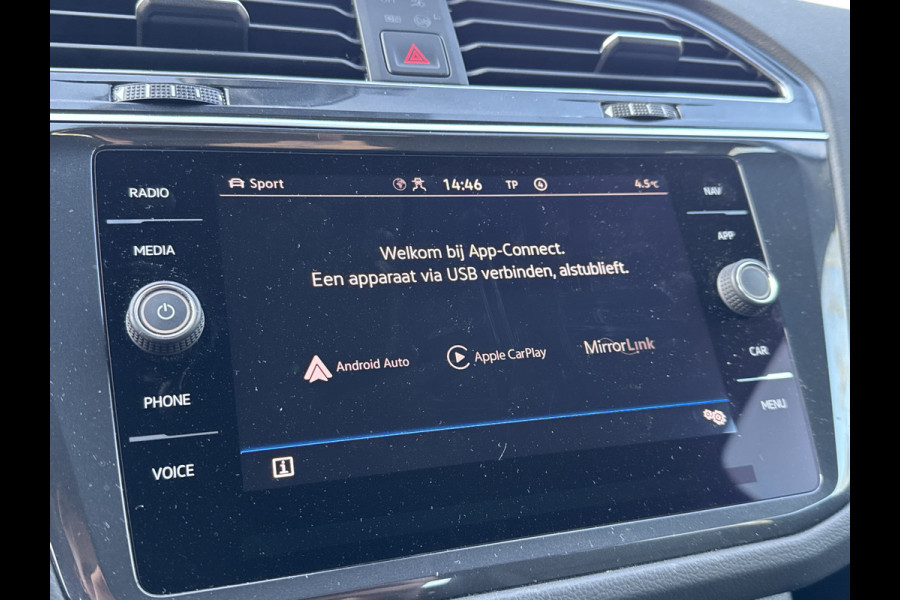 RADIO
MEDIA
PHONE
VOICE
Sport 14:46 TP 4 4.5°C
Welkom bij App-Connect.
Een apparaat via USB verbinden, alstublieft.
Android Auto Apple CarPlay MirrorLink
i
NAV
APP
CAR
MENU